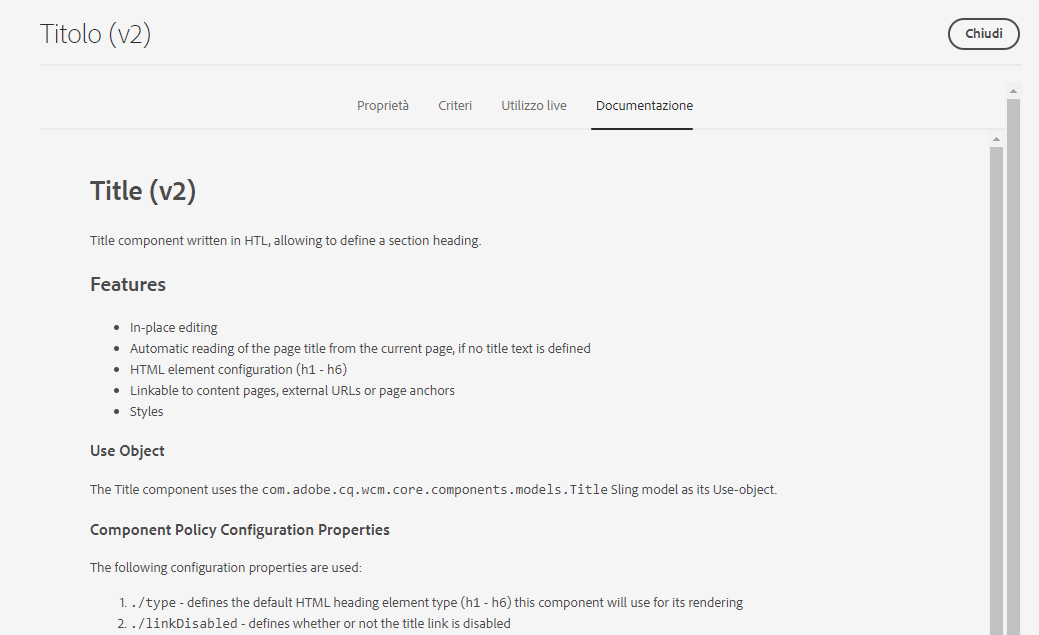 Titolo (v2)
Chiudi
Proprietà Criteri Utilizzo live Documentazione
Title (v2)
Title component written in HTL, allowing to define a section heading.
Features
In-place editing
Automatic reading of the page title from the current page, if no title text is defined
HTML element configuration (h1 - h6)
Linkable to content pages, external URLs or page anchors
Styles
Use Object
The Title component uses the com.adobe.cq.wcm.core.components.models.Title Sling model as its Use-object.
Component Policy Configuration Properties
The following configuration properties are used:
1. ./type - defines the default HTML heading element type (h1 - h6) this component will use for its rendering
2. ./linkDisabled - defines whether or not the title link is disabled